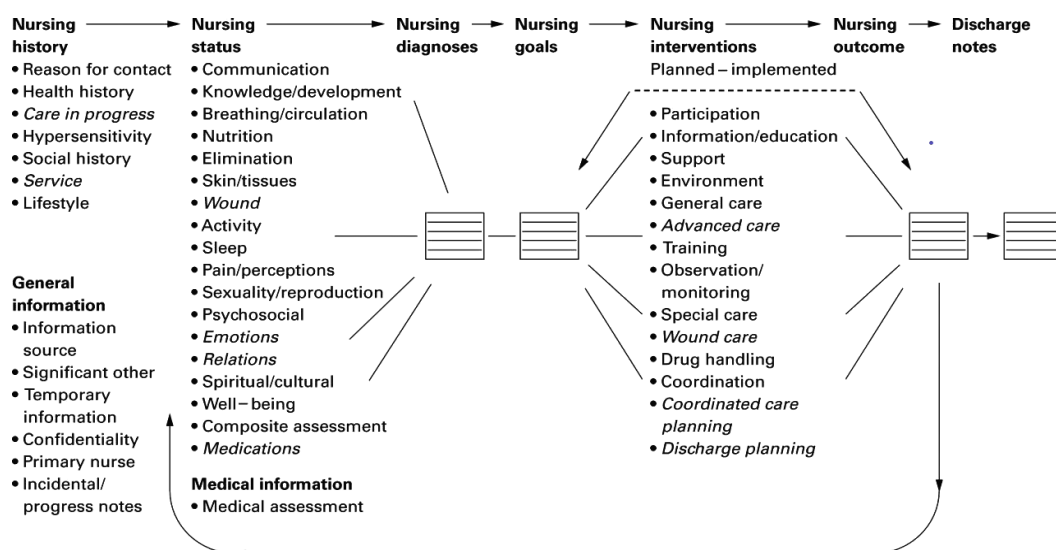 Nursing history
• Reason for contact
• Health history
• Care in progress
• Hypersensitivity
• Social history
• Service
• Lifestyle
General information
• Information source
• Significant other
• Temporary information
• Confidentiality
• Primary nurse
• Incidental/
progress notes
Nursing status
• Communication
• Knowledge/development
• Breathing/circulation
• Nutrition
• Elimination
• Skin/tissues
• Wound
• Activity
• Sleep
• Pain/perceptions
• Sexuality/reproduction
• Psychosocial
• Emotions
• Relations
• Spiritual/cultural
• Well–being
• Composite assessment
• Medications
Medical information
• Medical assessment
Nursing diagnoses
Nursing goals
Nursing interventions
Planned–implemented
• Participation
• Information/education
• Support
• Environment
• General care
• Advanced care
• Training
• Observation/
monitoring
• Special care
• Wound care
• Drug handling
• Coordination
• Coordinated care
planning
• Discharge planning
Nursing outcome
Discharge notes